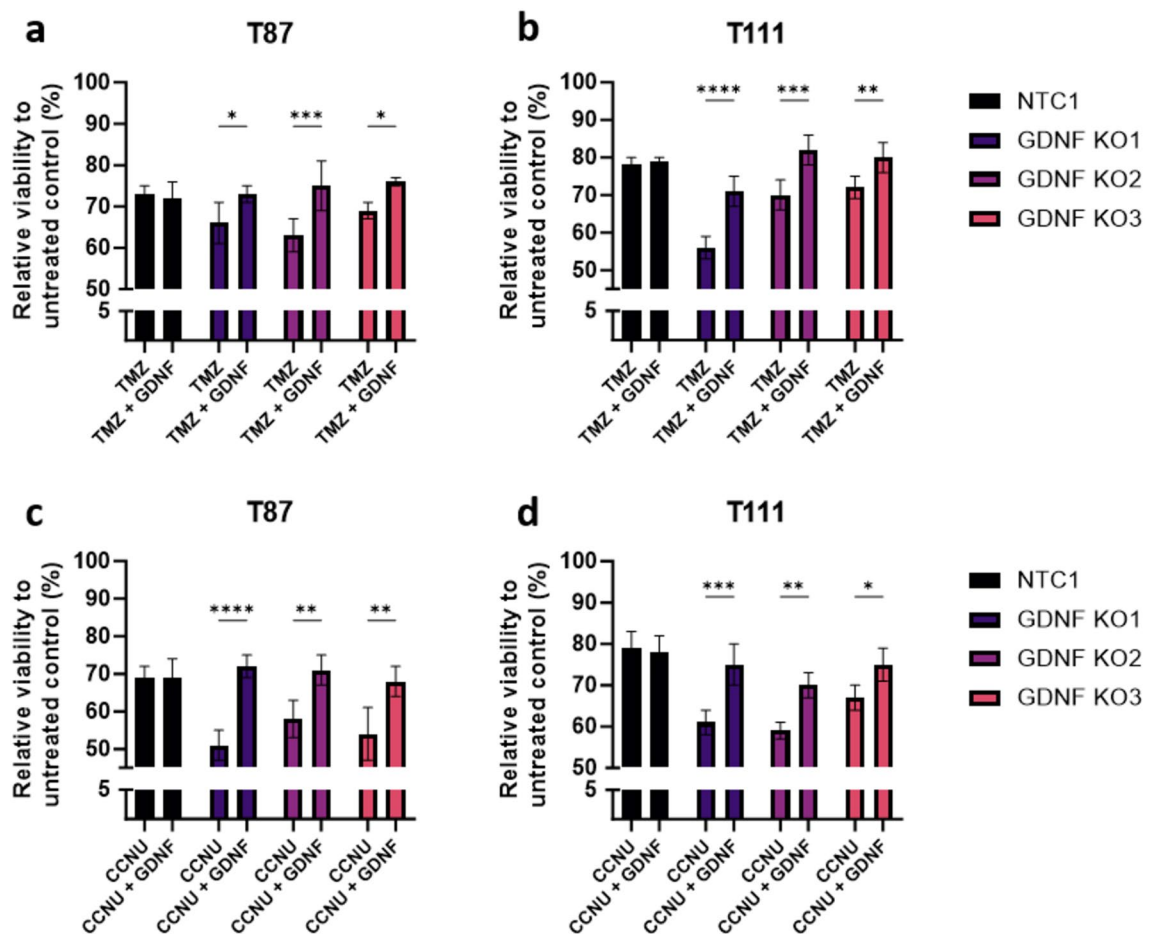 a
T87
Relative viability to
untreated control (%)
100
90
80
70
60
50
5
*
***
*
TMZ
TMZ + GDNF
TMZ
TMZ + GDNF
TMZ
TMZ + GDNF
TMZ
TMZ + GDNF
b
T111
Relative viability to
untreated control (%)
100
90
80
70
60
50
5
****
***
**
TMZ
TMZ + GDNF
TMZ
TMZ + GDNF
TMZ
TMZ + GDNF
TMZ
TMZ + GDNF
NTC1
GDNF KO1
GDNF KO2
GDNF KO3
c
T87
Relative viability to
untreated control (%)
100
90
80
70
60
50
5
****
**
**
CCNU
CCNU + GDNF
CCNU
CCNU + GDNF
CCNU
CCNU + GDNF
CCNU
CCNU + GDNF
d
T111
Relative viability to
untreated control (%)
100
90
80
70
60
50
5
***
**
*
CCNU
CCNU + GDNF
CCNU
CCNU + GDNF
CCNU
CCNU + GDNF
CCNU
CCNU + GDNF
NTC1
GDNF KO1
GDNF KO2
GDNF KO3